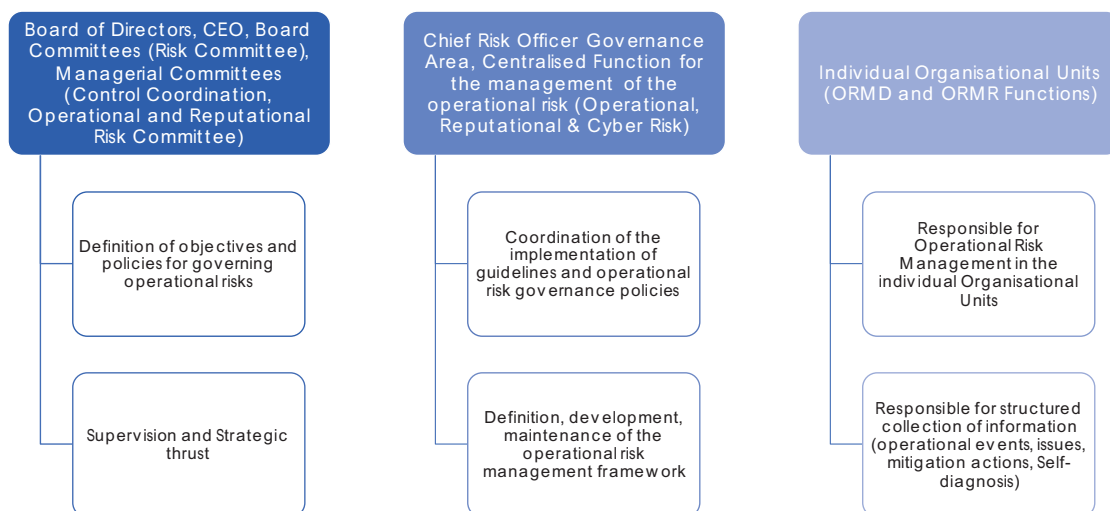 Board of Directors, CEO, Board
Committees (Risk Committee),
Managerial Committees
(Control Coordination,
Operational and Reputational
Risk Committee)
Definition of objectives and
policies for governing
operational risks
Supervision and Strategic
thrust
Chief Risk Officer Governance
Area, Centralised Function for
the management of the
operational risk (Operational,
Reputational & Cyber Risk)
Coordination of the
implementation of
guidelines and operational
risk governance policies
Definition, development,
maintenance of the
operational risk
management framework
Individual Organisational Units
(ORMD and ORMR Functions)
Responsible for
Operational Risk
Management in the
individual Organisational
Units
Responsible for structured
collection of information
(operational events, issues,
mitigation actions, Self-
diagnosis)